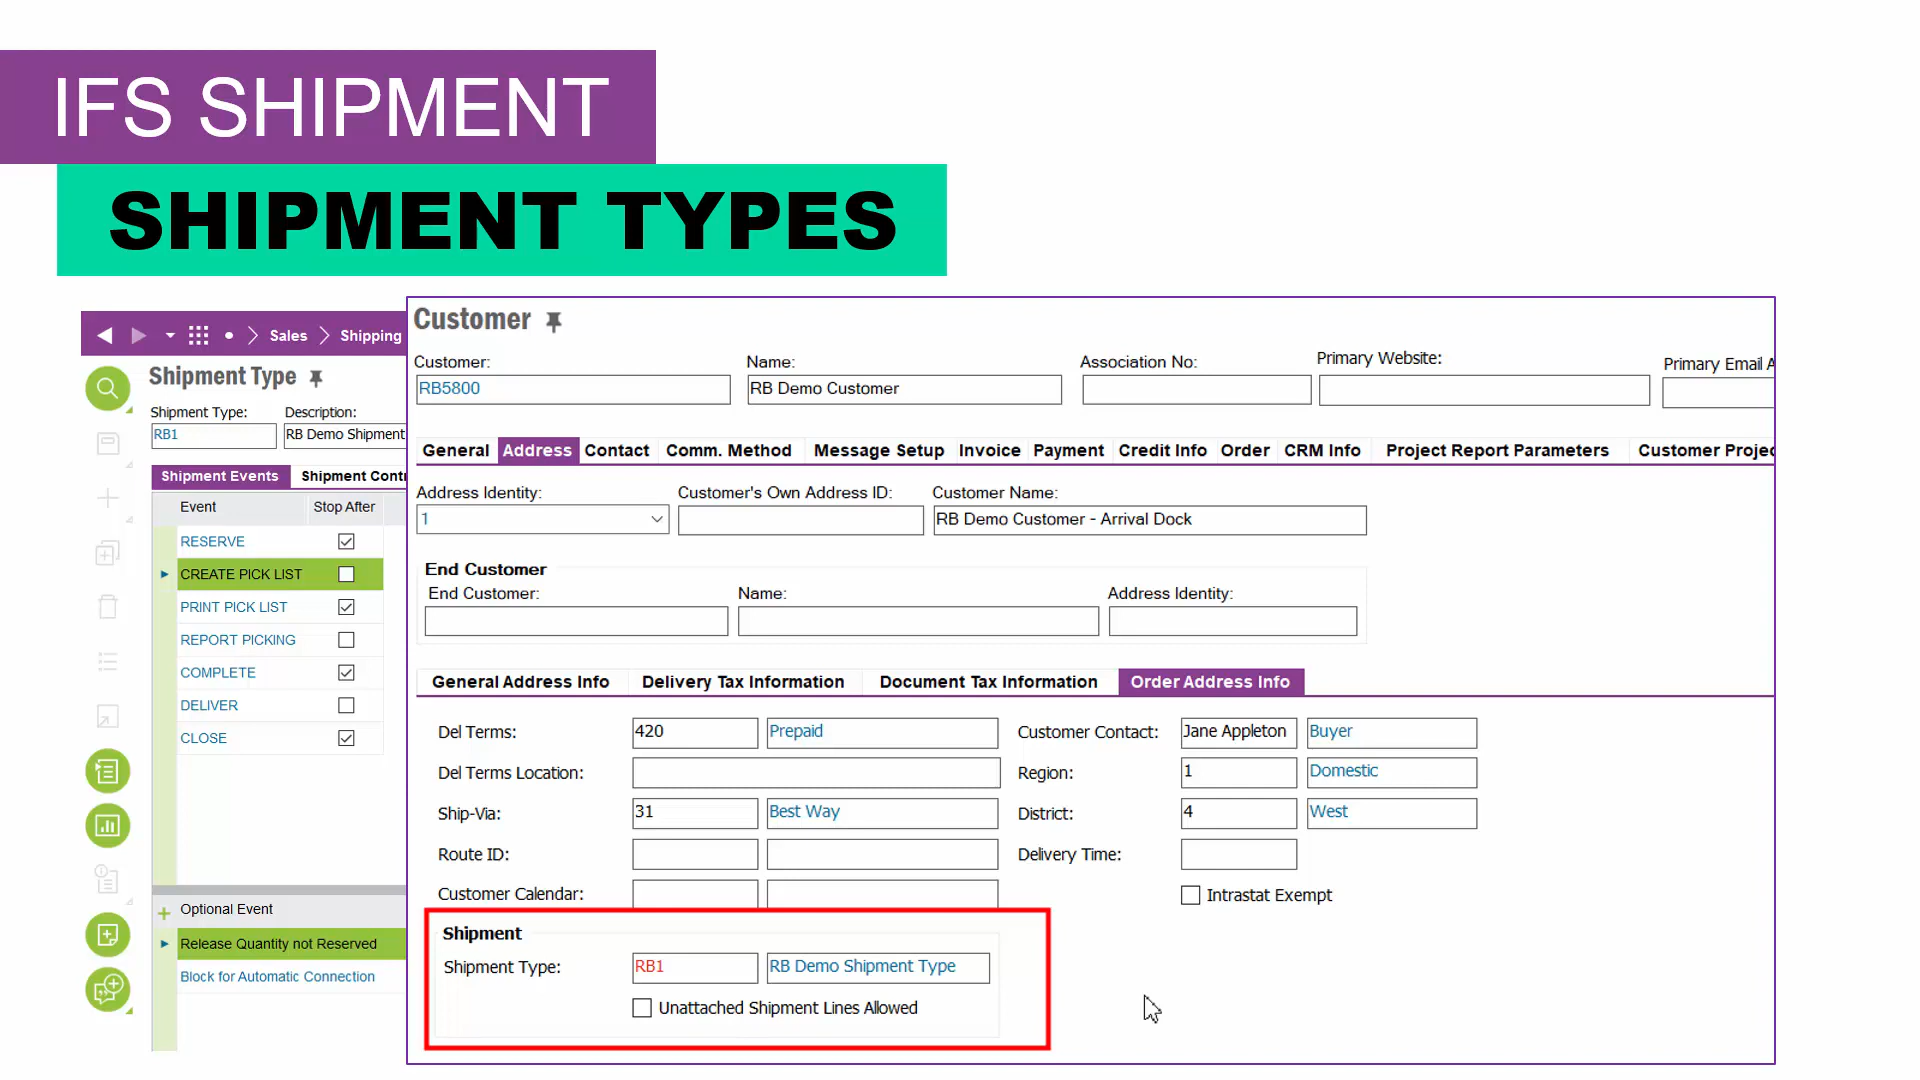 IFS SHIPMENT
SHIPMENT TYPES
Sales
Shipping
Shipment Type
Shipment Type:
Description:
RB1
RB Demo Shipment
Shipment Events
Shipment Contr
Event
Stop After
RESERVE
CREATE PICK LIST
PRINT PICK LIST
REPORT PICKING
COMPLETE
DELIVER
CLOSE
Optional Event
Release Quantity not Reserved
Block for Automatic Connection
Customer
Customer:
Name:
Association No:
Primary Website:
Primary Email A
RB5800
RB Demo Customer
General
Address
Contact
Comm. Method
Message Setup
Invoice
Payment
Credit Info
Order
CRM Info
Project Report Parameters
Customer Projec
Address Identity:
Customer's Own Address ID:
Customer Name:
1
RB Demo Customer - Arrival Dock
End Customer
End Customer:
Name:
Address Identity:
General Address Info
Delivery Tax Information
Document Tax Information
Order Address Info
Del Terms:
420
Prepaid
Customer Contact:
Jane Appleton
Buyer
Del Terms Location:
Region:
1
Domestic
Ship-Via:
31
Best Way
District:
4
West
Route ID:
Delivery Time:
Customer Calendar:
Intrastat Exempt
Shipment
Shipment Type:
RB1
RB Demo Shipment Type
Unattached Shipment Lines Allowed